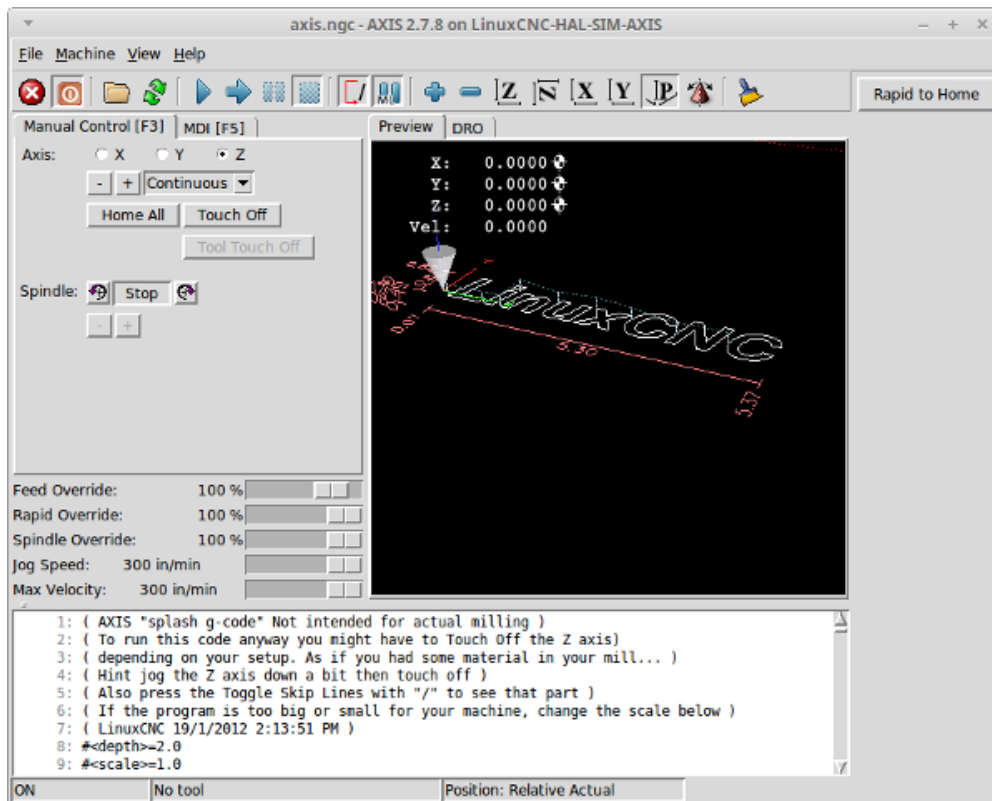 axis.ngc - AXIS 2.7.8 on LinuxCNC-HAL-SIM-AXIS
File Machine View Help
Z N X Y P
Rapid to Home
Manual Control [F3] MDI [F5]
Preview DRO
Axis: X Y Z
- + Continuous
Home All Touch Off
Tool Touch Off
Spindle: Stop
- +
X: 0.0000
Y: 0.0000
Z: 0.0000
Vel: 0.0000
LinuxCNC
5.30
5.37
Feed Override: 100 %
Rapid Override: 100 %
Spindle Override: 100 %
Jog Speed: 300 in/min
Max Velocity: 300 in/min
1: ( AXIS "splash g-code" Not intended for actual milling )
2: ( To run this code anyway you might have to Touch Off the Z axis)
3: ( depending on your setup. As if you had some material in your mill... )
4: ( Hint jog the Z axis down a bit then touch off )
5: ( Also press the Toggle Skip Lines with "/" to see that part )
6: ( If the program is too big or small for your machine, change the scale below )
7: ( LinuxCNC 19/1/2012 2:13:51 PM )
8: #<depth>=2.0
9: #<scale>=1.0
ON No tool Position: Relative Actual